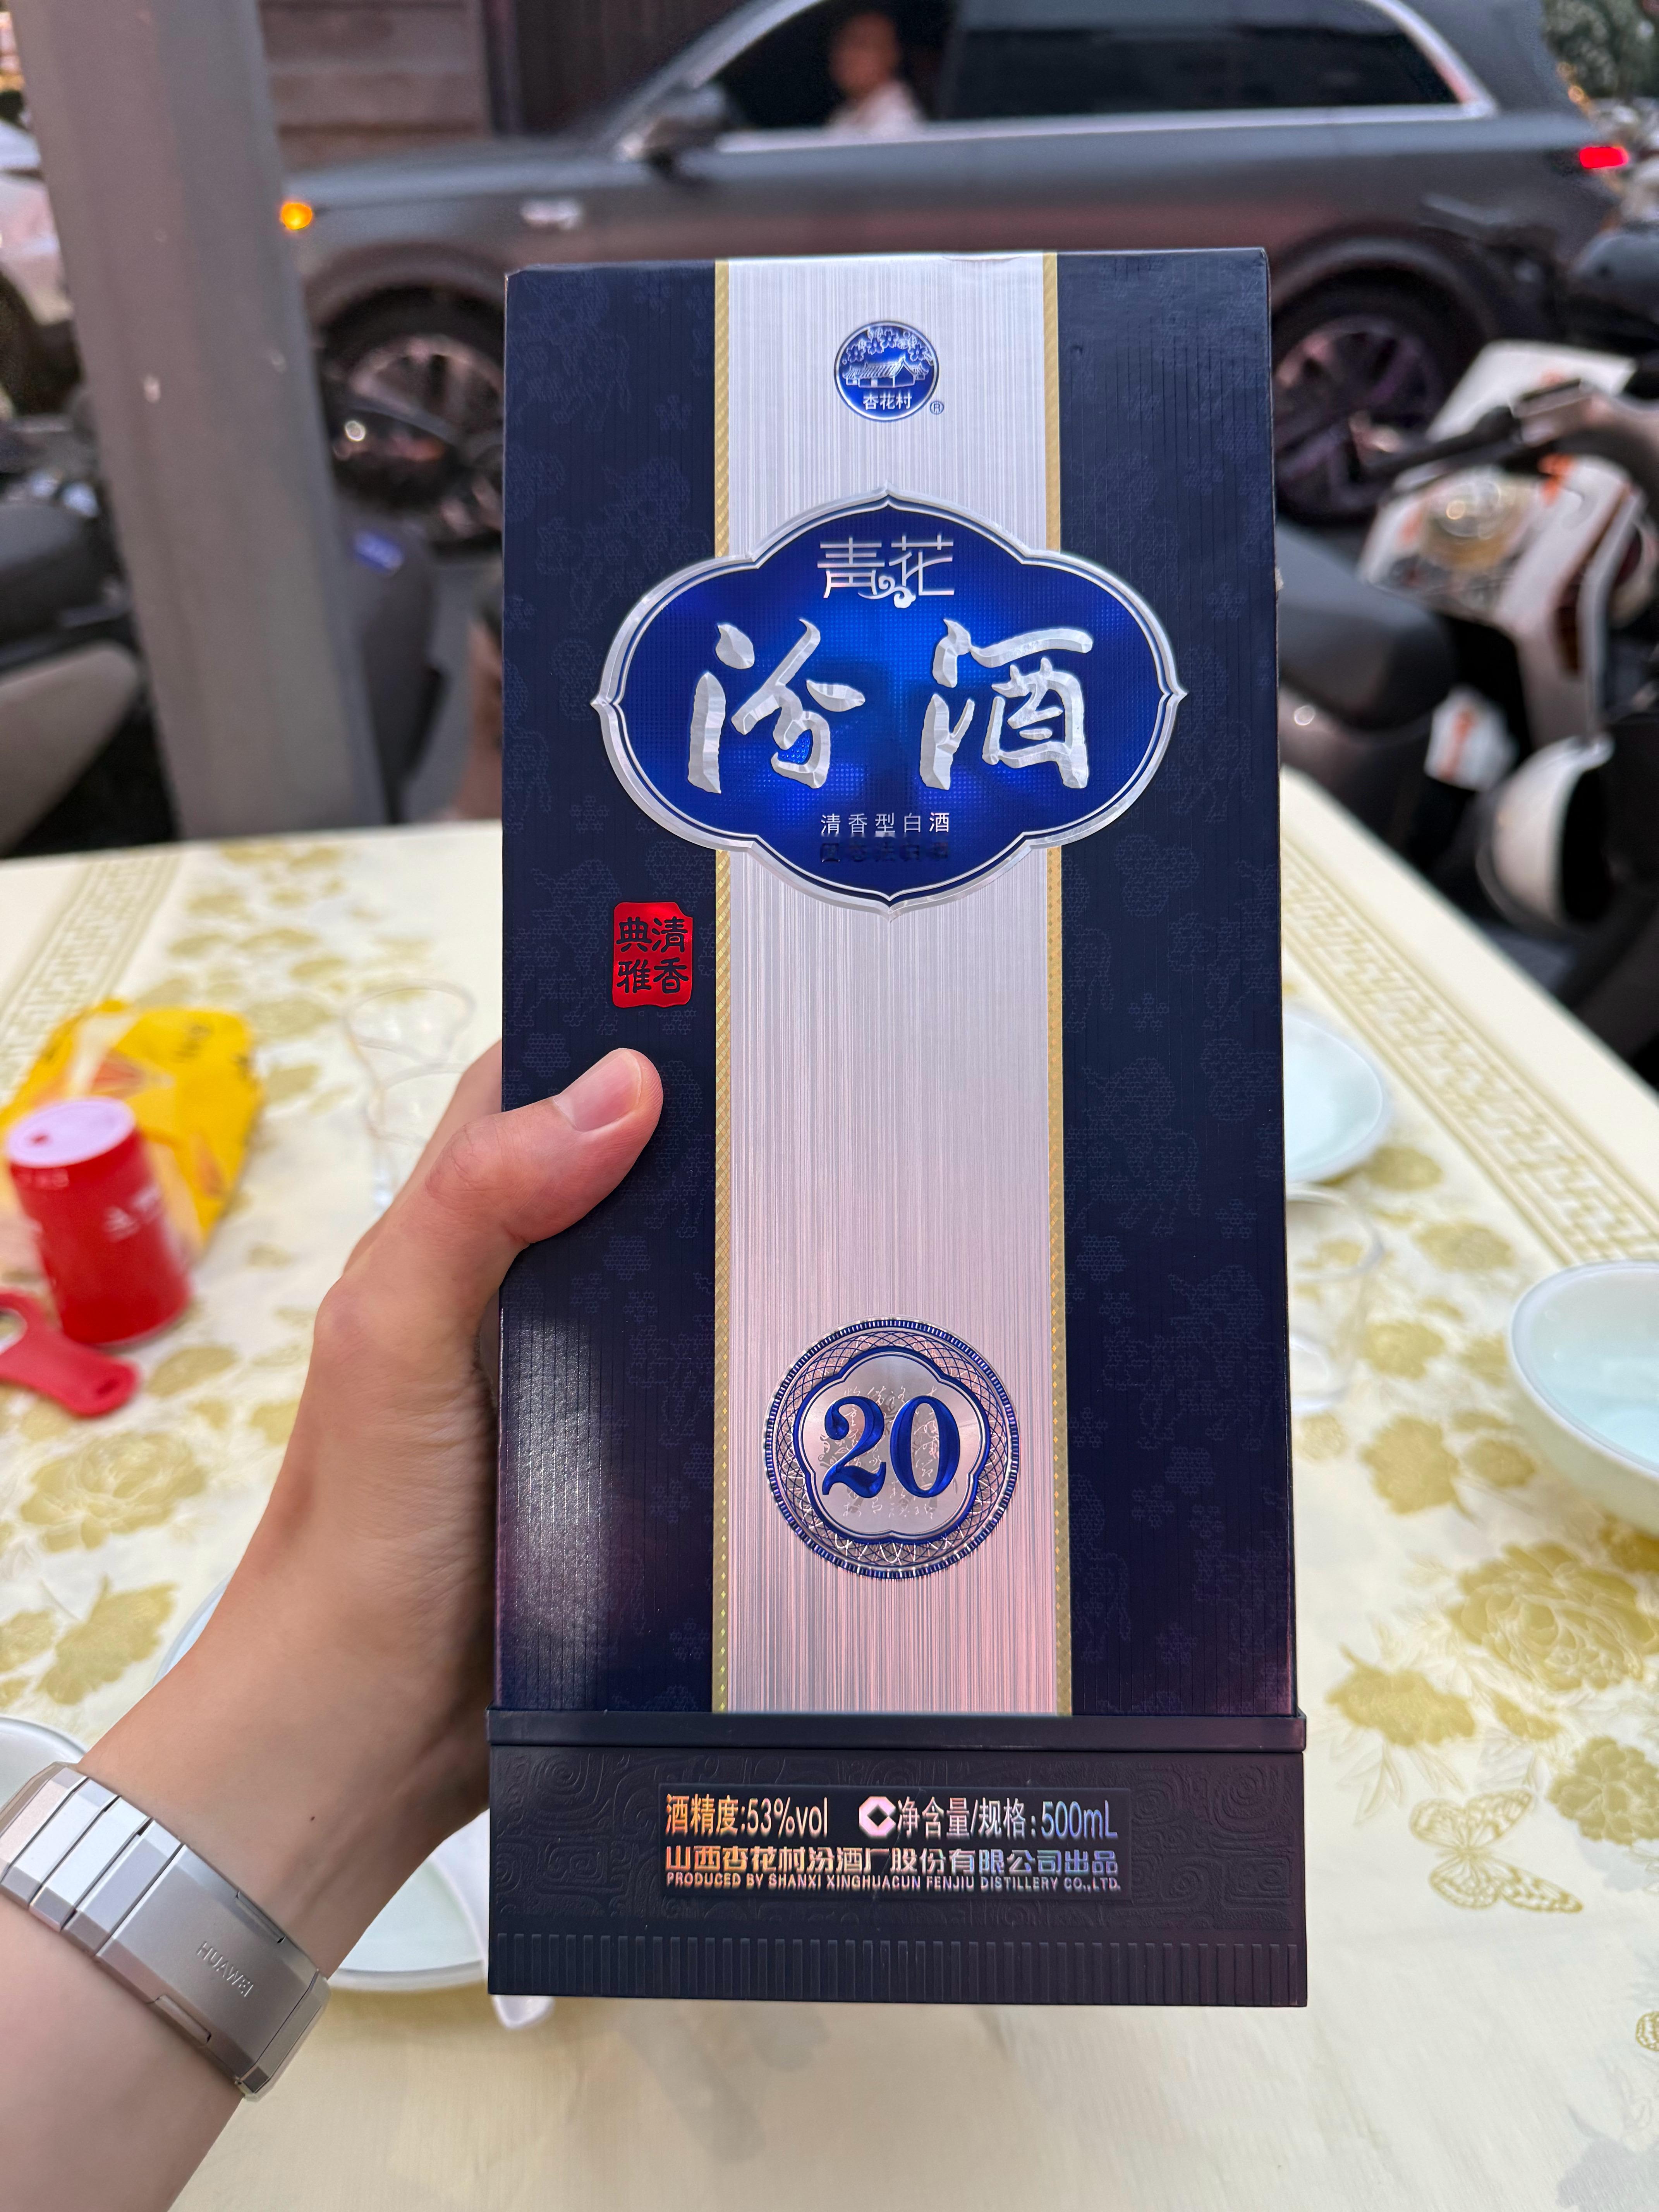 杏花村
®
青花
汾酒
清香型白酒
清香
典雅
20
酒精度:53%vol 净含量/规格:500mL
山西杏花村汾酒厂股份有限公司出品
PRODUCED BY SHANXI XINGHUACUN FENJIU DISTILLERY CO.,LTD.
HUAWEI